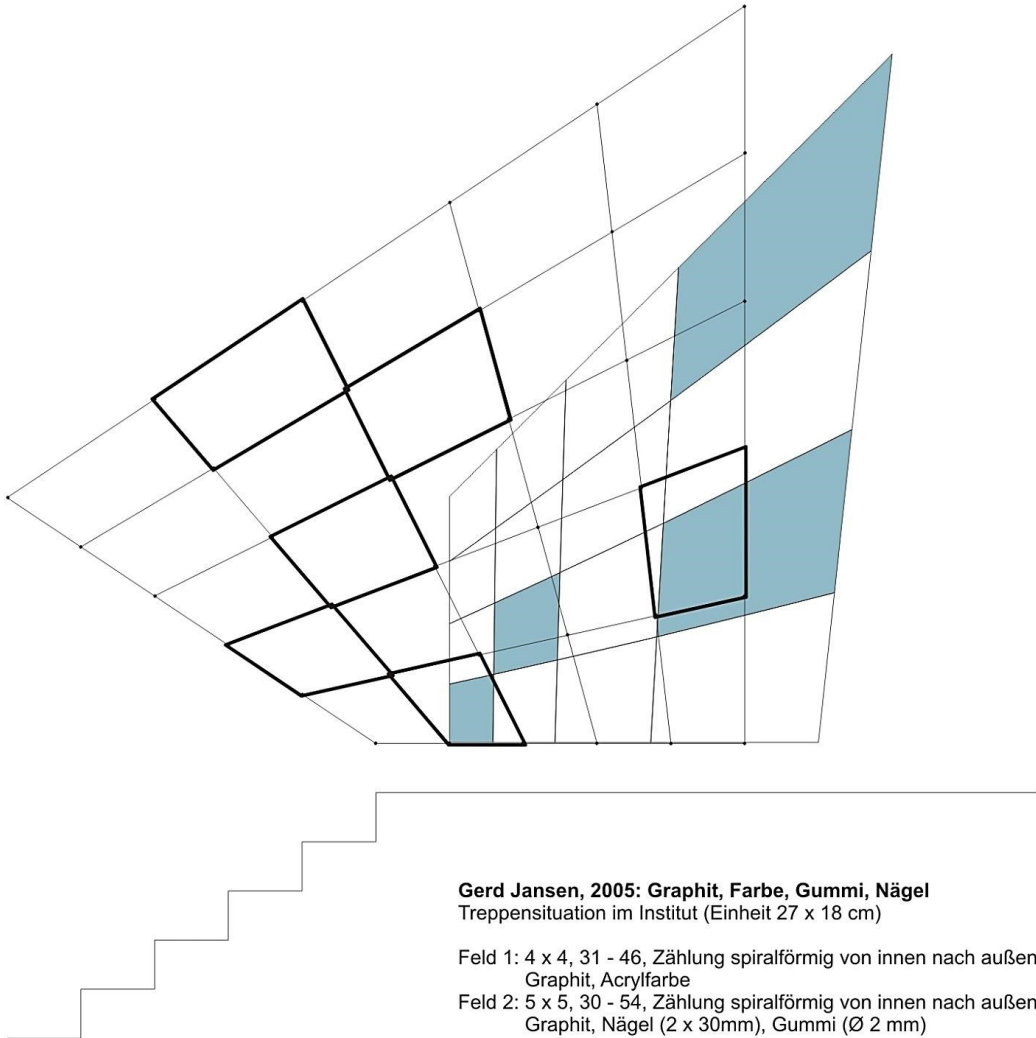 Gerd Jansen, 2005: Graphit, Farbe, Gummi, Nägel
Treppensituation im Institut (Einheit 27 x 18 cm)
Feld 1: 4 x 4, 31 - 46, Zählung spiralförmig von innen nach außen
Graphit, Acrylfarbe
Feld 2: 5 x 5, 30 - 54, Zählung spiralförmig von innen nach außen
Graphit, Nägel (2 x 30mm), Gummi (Ø 2 mm)